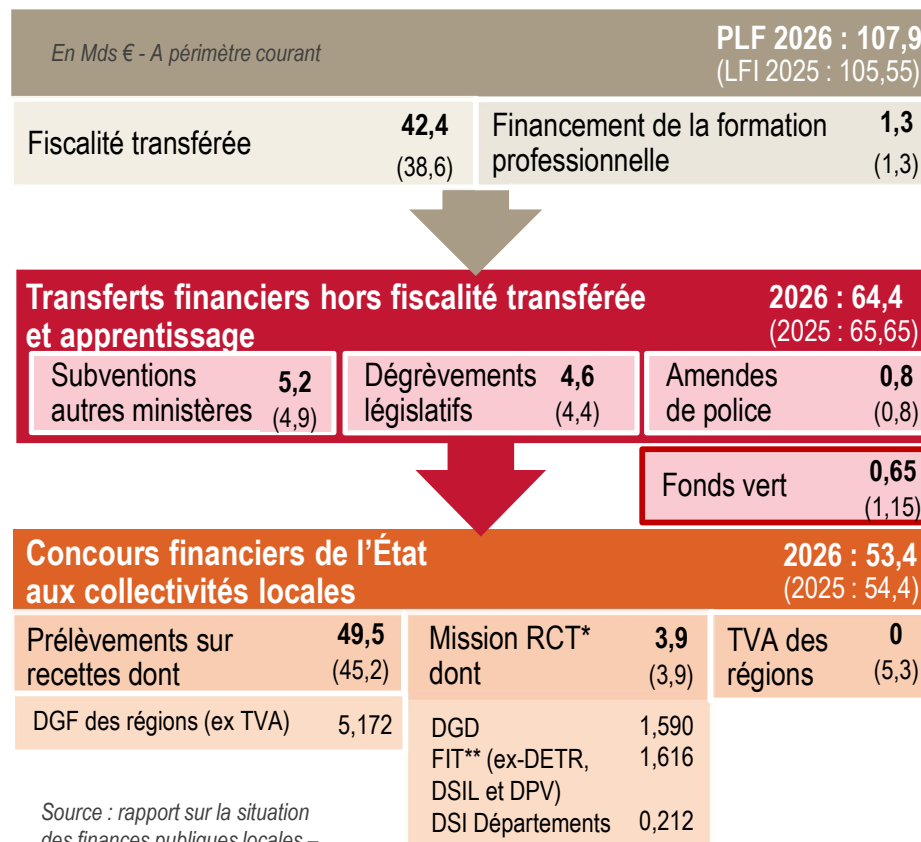 En Mds € - A périmètre courant
PLF 2026 : 107,9
(LFI 2025 : 105,55)
Fiscalité transférée
42,4
(38,6)
Financement de la formation
professionnelle
1,3
(1,3)
Transferts financiers hors fiscalité transférée
et apprentissage
2026 : 64,4
(2025 : 65,65)
Subventions
autres ministères
5,2
(4,9)
Dégrèvements
législatifs
4,6
(4,4)
Amendes
de police
0,8
(0,8)
Fonds vert
0,65
(1,15)
Concours financiers de l'État
aux collectivités locales
2026 : 53,4
(2025 : 54,4)
Prélèvements sur
recettes dont
49,5
(45,2)
Mission RCT*
dont
3,9
(3,9)
TVA des
régions
0
(5,3)
DGF des régions (ex TVA) 5,172
DGD 1,590
FIT** (ex-DETR, 1,616
DSIL et DPV)
DSI Départements 0,212
Source : rapport sur la situation
des finances publiques locales –